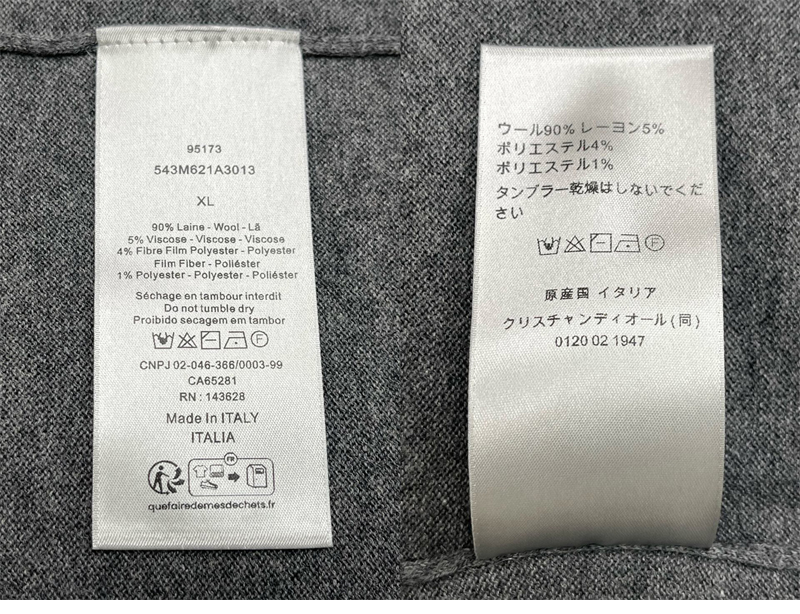 95173
543M621A3013
XL
90% Laine - Wool - Lã
5% Viscose - Viscose - Viscose
4% Fibre Film Polyester - Polyester
Film Fiber - Poliéster
1% Polyester - Polyester - Poliéster
Séchage en tambour interdit
Do not tumble dry
Proibido secagem em tambor
CNPJ 02-046-366/0003-99
CA65281
RN : 143628
Made In ITALY
ITALIA
FR
quefairedemesdechets.fr
ウール90% レーヨン5%
ポリエステル4%
ポリエステル1%
タンブラー乾燥はしないでくだ
さい
F
原産国 イタリア
クリスチャンディオール(同)
0120 02 1947